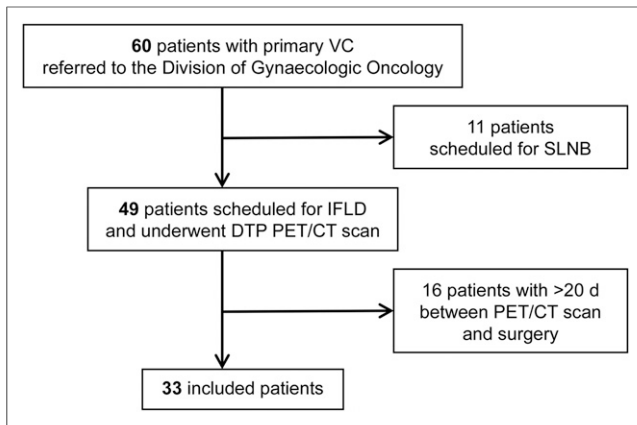 60 patients with primary VC
referred to the Division of Gynaecologic Oncology
11 patients
scheduled for SLNB
49 patients scheduled for IFLD
and underwent DTP PET/CT scan
16 patients with >20 d
between PET/CT scan
and surgery
33 included patients